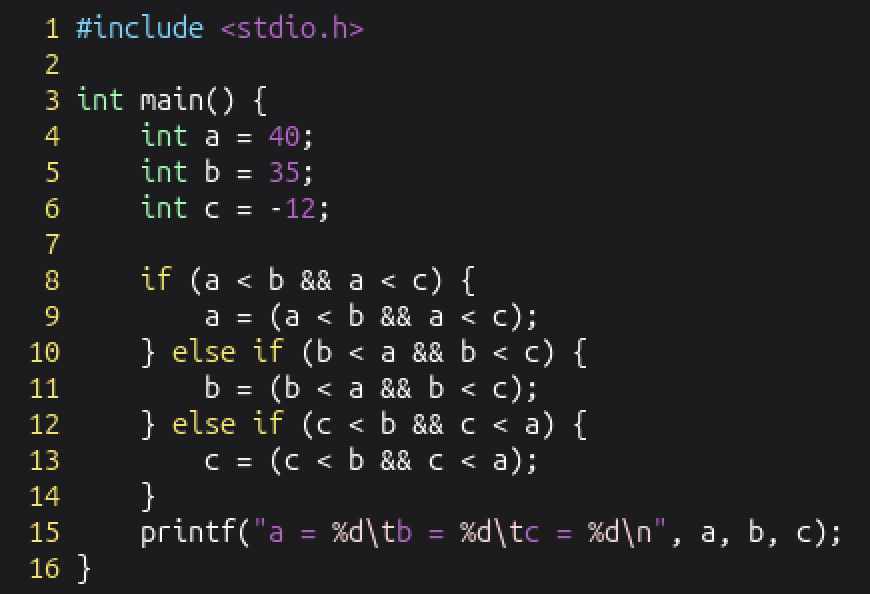 1 #include <stdio.h>
2
3 int main() {
4     int a = 40;
5     int b = 35;
6     int c = -12;
7
8     if (a < b && a < c) {
9         a = (a < b && a < c);
10     } else if (b < a && b < c) {
11         b = (b < a && b < c);
12     } else if (c < b && c < a) {
13         c = (c < b && c < a);
14     }
15     printf("a = %d\tb = %d\tc = %d\n", a, b, c);
16 }